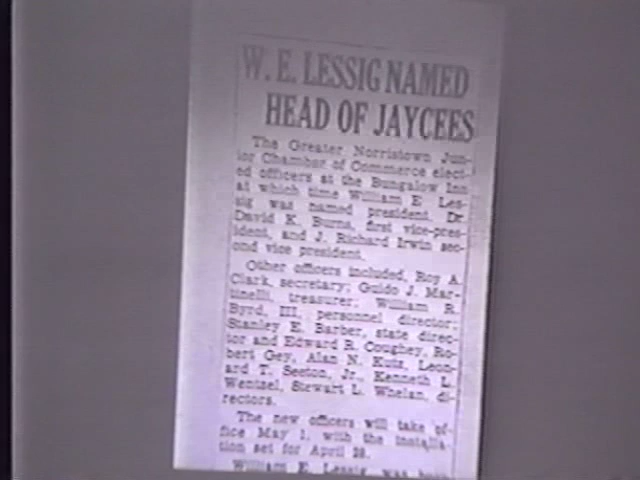 W. E. LESSIG NAMED
HEAD OF JAYCEES
The Greater Norristown Jun-
ior Chamber of Commerce elect-
ed officers at the Bungalow Inn
at which time William E. Les-
sig was named president. Dr.
David K. Burns, first vice-pres-
ident, and J. Richard Irwin sec-
ond vice president.
Other officers included, Roy A.
Clark, secretary; Guido J. Mar-
tinelli, treasurer; William R.
Byrd, III, personnel director;
Stanley E. Barber, state direc-
tor and Edward R. Coughey, Ro-
bert Gey, Alan N. Kutz, Leon-
ard T. Seeton, Jr., Kenneth L.
Wentzel, Stewart L. Whelan, di-
rectors.
The new officers will take of-
fice May 1, with the installa-
tion set for April 28.
William E. Lessig was